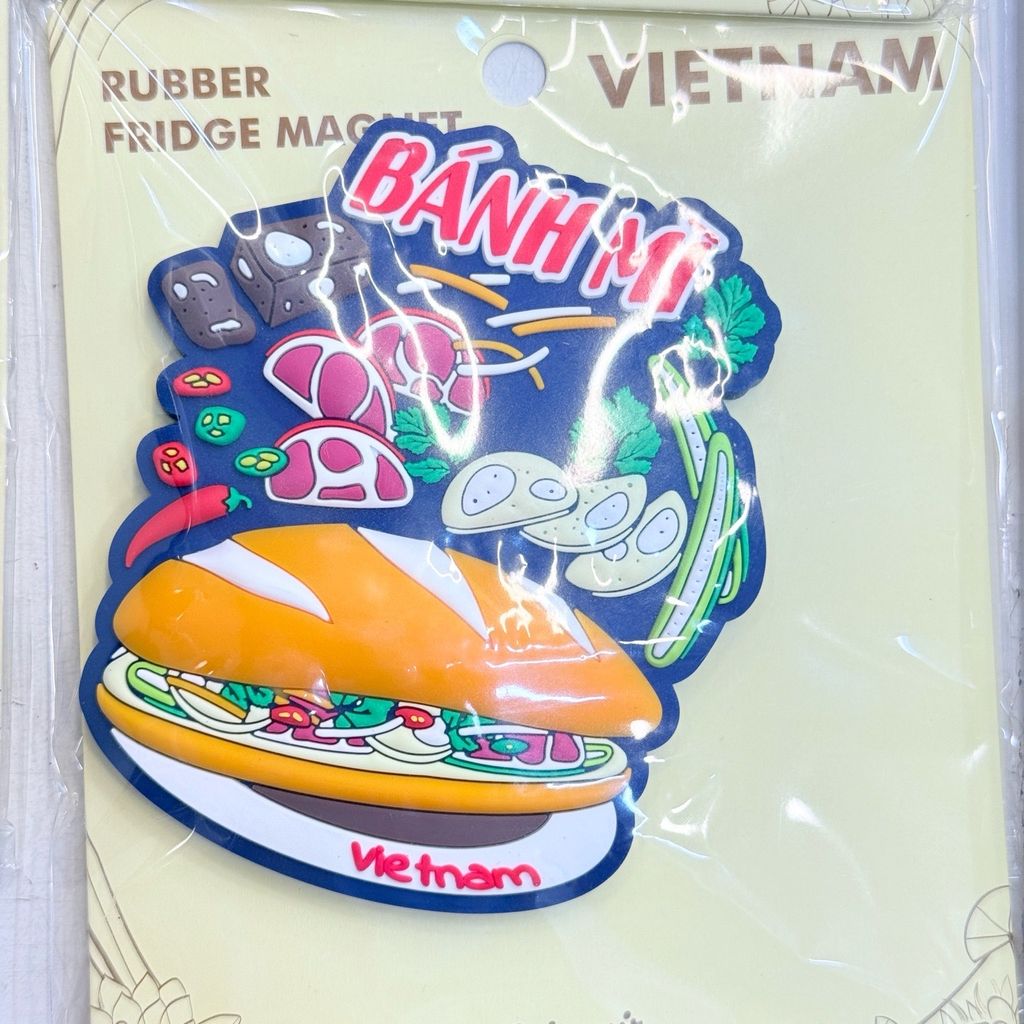 RUBBER
FRIDGE MAGNET
VIETNAM
BÁNH MÌ
Vietnam